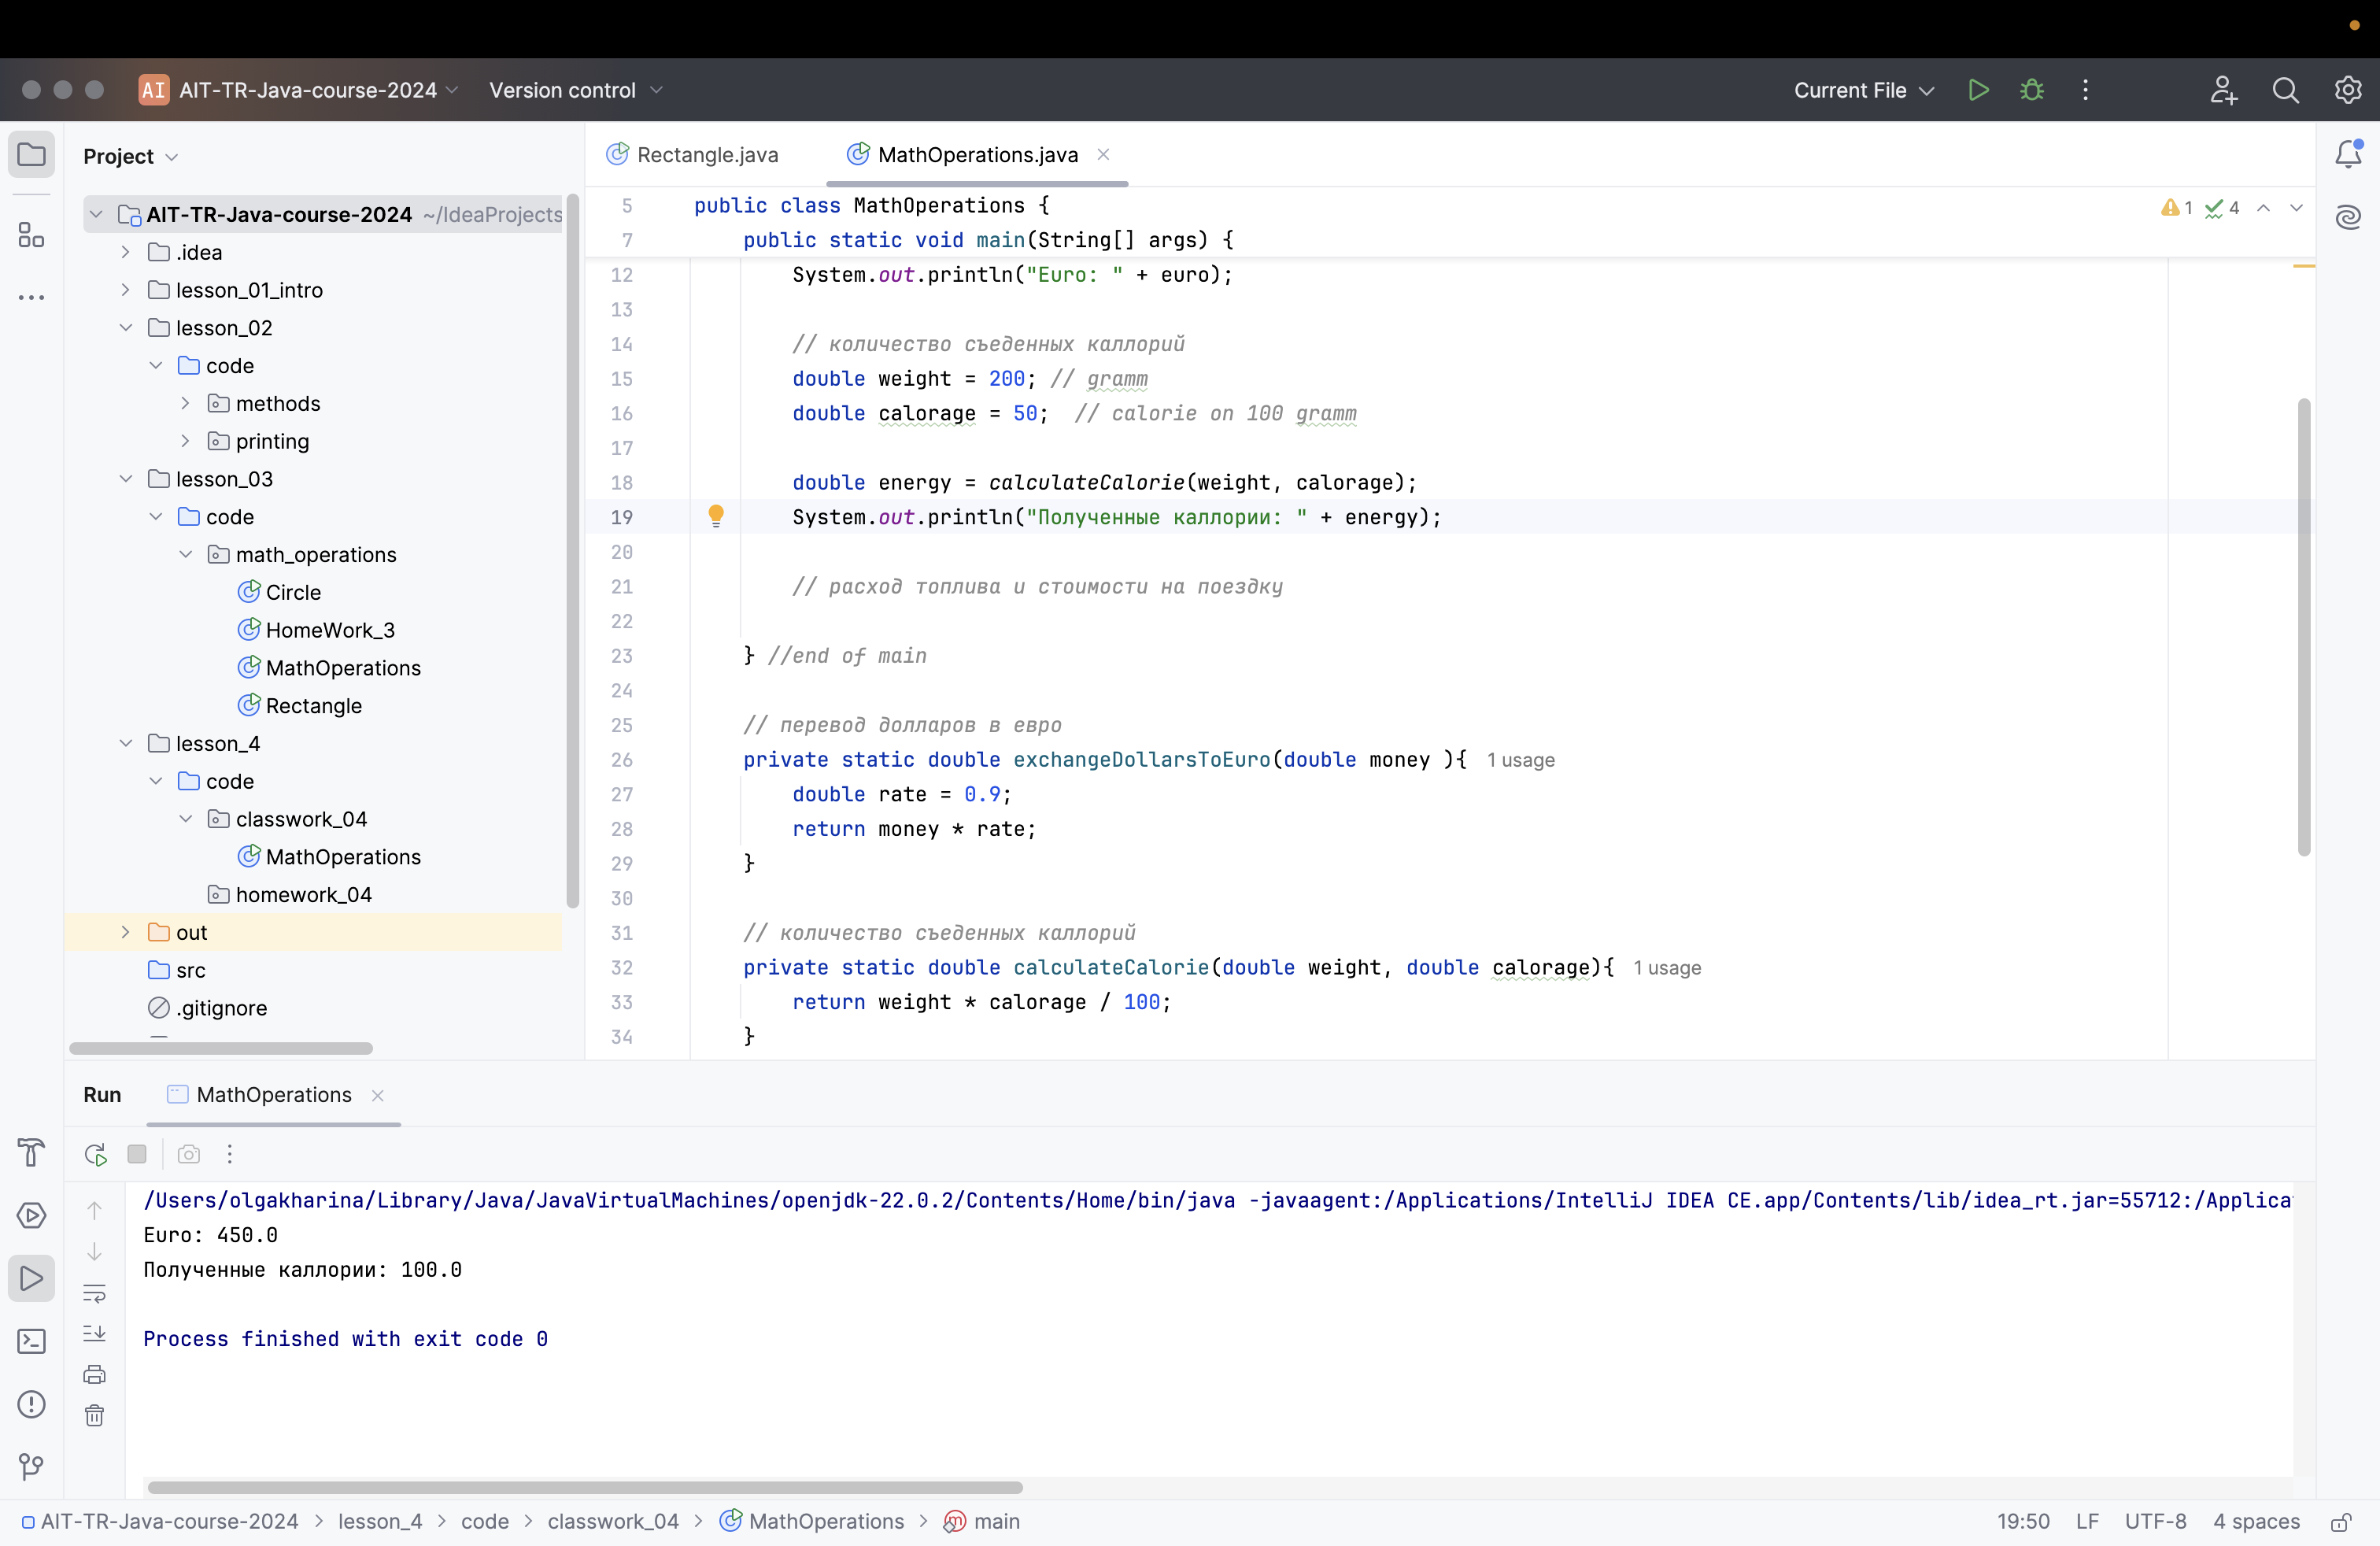 AI AIT-TR-Java-course-2024 Version control Current File
Project
AIT-TR-Java-course-2024 ~/IdeaProjects
.idea
lesson_01_intro
lesson_02
code
methods
printing
lesson_03
code
math_operations
Circle
HomeWork_3
MathOperations
Rectangle
lesson_4
code
classwork_04
MathOperations
homework_04
out
src
.gitignore
Rectangle.java MathOperations.java
1 4
5 public class MathOperations {
7 public static void main(String[] args) {
12 System.out.println("Euro: " + euro);
13
14 // количество съеденных каллорий
15 double weight = 200; // gramm
16 double calorage = 50; // calorie on 100 gramm
17
18 double energy = calculateCalorie(weight, calorage);
19 System.out.println("Полученные каллории: " + energy);
20
21 // расход топлива и стоимости на поездку
22
23 } //end of main
24
25 // перевод долларов в евро
26 private static double exchangeDollarsToEuro(double money ){ 1 usage
27 double rate = 0.9;
28 return money * rate;
29 }
30
31 // количество съеденных каллорий
32 private static double calculateCalorie(double weight, double calorage){ 1 usage
33 return weight * calorage / 100;
34 }
Run MathOperations
/Users/olgakharina/Library/Java/JavaVirtualMachines/openjdk-22.0.2/Contents/Home/bin/java -javaagent:/Applications/IntelliJ IDEA CE.app/Contents/lib/idea_rt.jar=55712:/Applica
Euro: 450.0
Полученные каллории: 100.0
Process finished with exit code 0
AIT-TR-Java-course-2024 > lesson_4 > code > classwork_04 > MathOperations > main 19:50 LF UTF-8 4 spaces